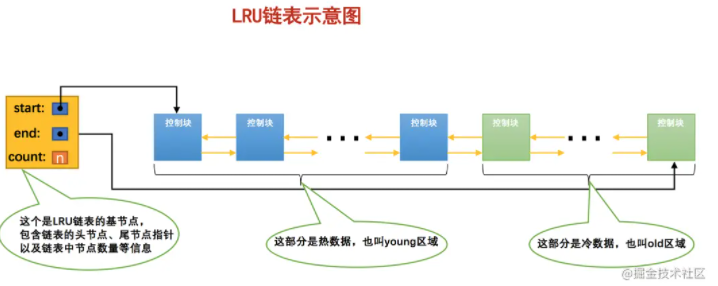 LRU链表示意图
start:
end:
count:
n
控制块
控制块
控制块
控制块
控制块
这个是LRU链表的基节点，
包含链表的头节点、尾节点指针
以及链表中节点数量等信息
这部分是热数据，也叫young区域
这部分是冷数据，也叫old区域
@掘金技术社区